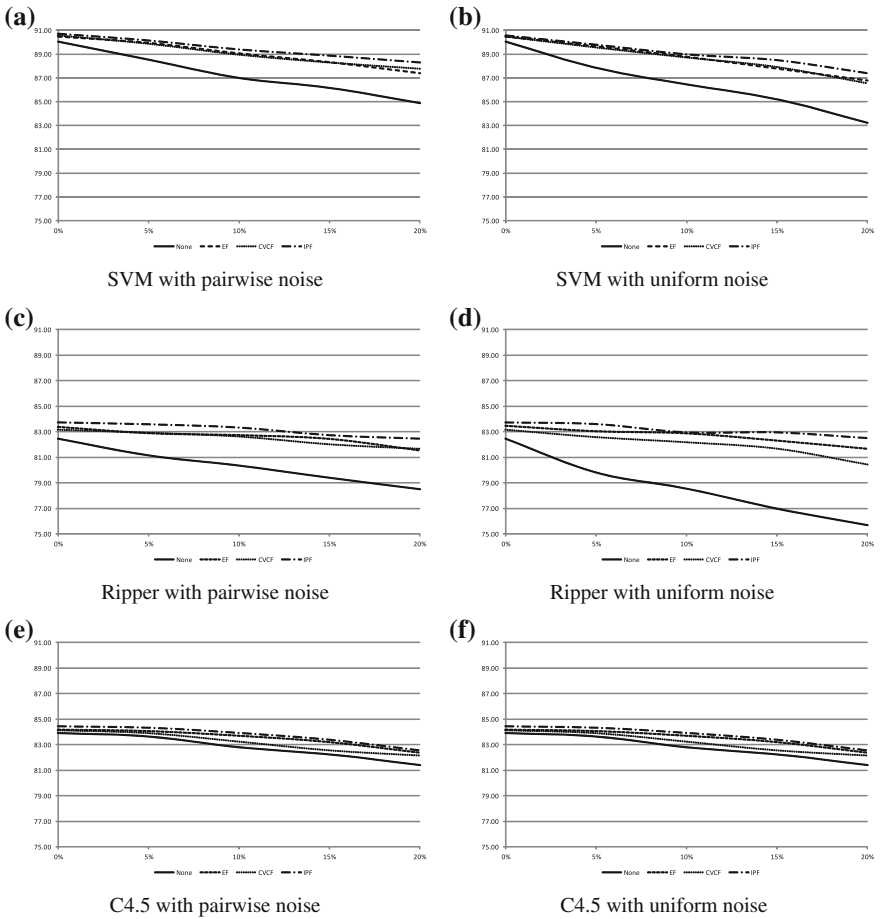 (a)
91.00
89.00
87.00
85.00
83.00
81.00
79.00
77.00
75.00
0% 5% 10% 15% 20%
None EF CVCF IPF
SVM with pairwise noise
(b)
91.00
89.00
87.00
85.00
83.00
81.00
79.00
77.00
75.00
0% 5% 10% 15% 20%
None EF CVCF IPF
SVM with uniform noise
(c)
91.00
89.00
87.00
85.00
83.00
81.00
79.00
77.00
75.00
0% 5% 10% 15% 20%
None EF CVCF IPF
Ripper with pairwise noise
(d)
91.00
89.00
87.00
85.00
83.00
81.00
79.00
77.00
75.00
0% 5% 10% 15% 20%
None EF CVCF IPF
Ripper with uniform noise
(e)
91.00
89.00
87.00
85.00
83.00
81.00
79.00
77.00
75.00
0% 5% 10% 15% 20%
None EF CVCF IPF
C4.5 with pairwise noise
(f)
91.00
89.00
87.00
85.00
83.00
81.00
79.00
77.00
75.00
0% 5% 10% 15% 20%
None EF CVCF IPF
C4.5 with uniform noise